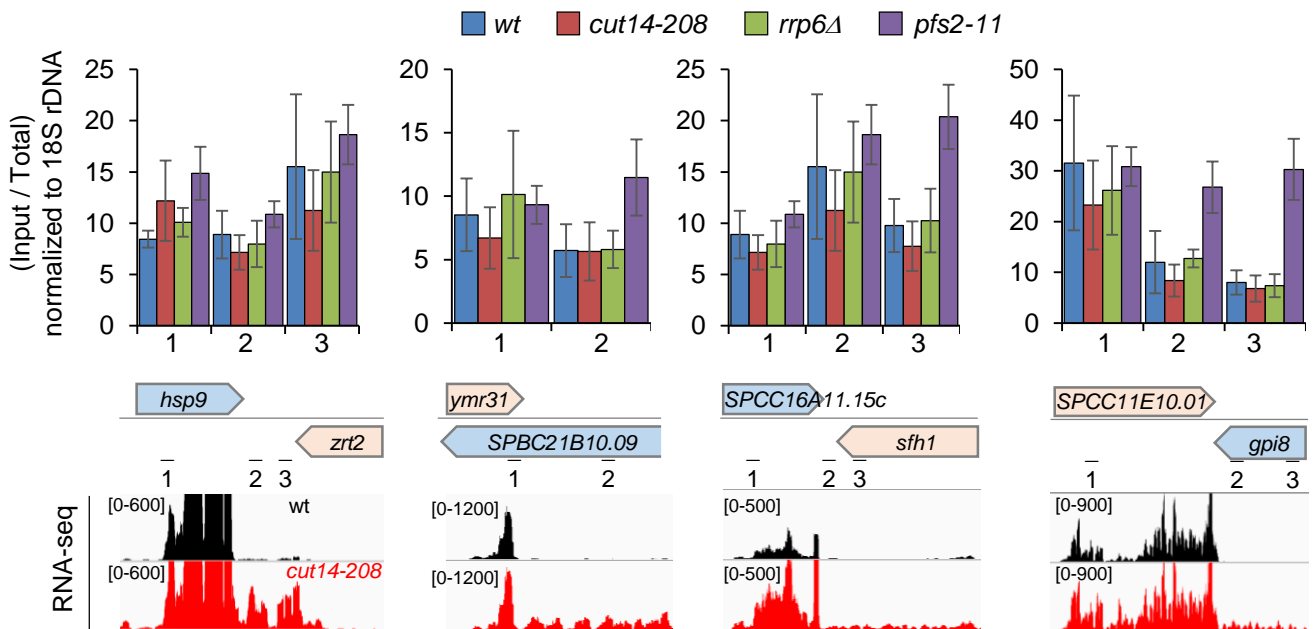 wt cut14-208 rrp6Δ pfs2-11
(Input / Total)
normalized to 18S rDNA
25
20
15
10
5
0
1 2 3
20
15
10
5
0
1 2
25
20
15
10
5
0
1 2 3
50
40
30
20
10
0
1 2 3
hsp9
zrt2
1 2 3
ymr31
SPBC21B10.09
1 2
SPCC16A11.15c
sfh1
1 2 3
SPCC11E10.01
gpi8
1 2 3
RNA-seq
[0-600] wt
[0-600] cut14-208
[0-1200]
[0-1200]
[0-500]
[0-500]
[0-900]
[0-900]